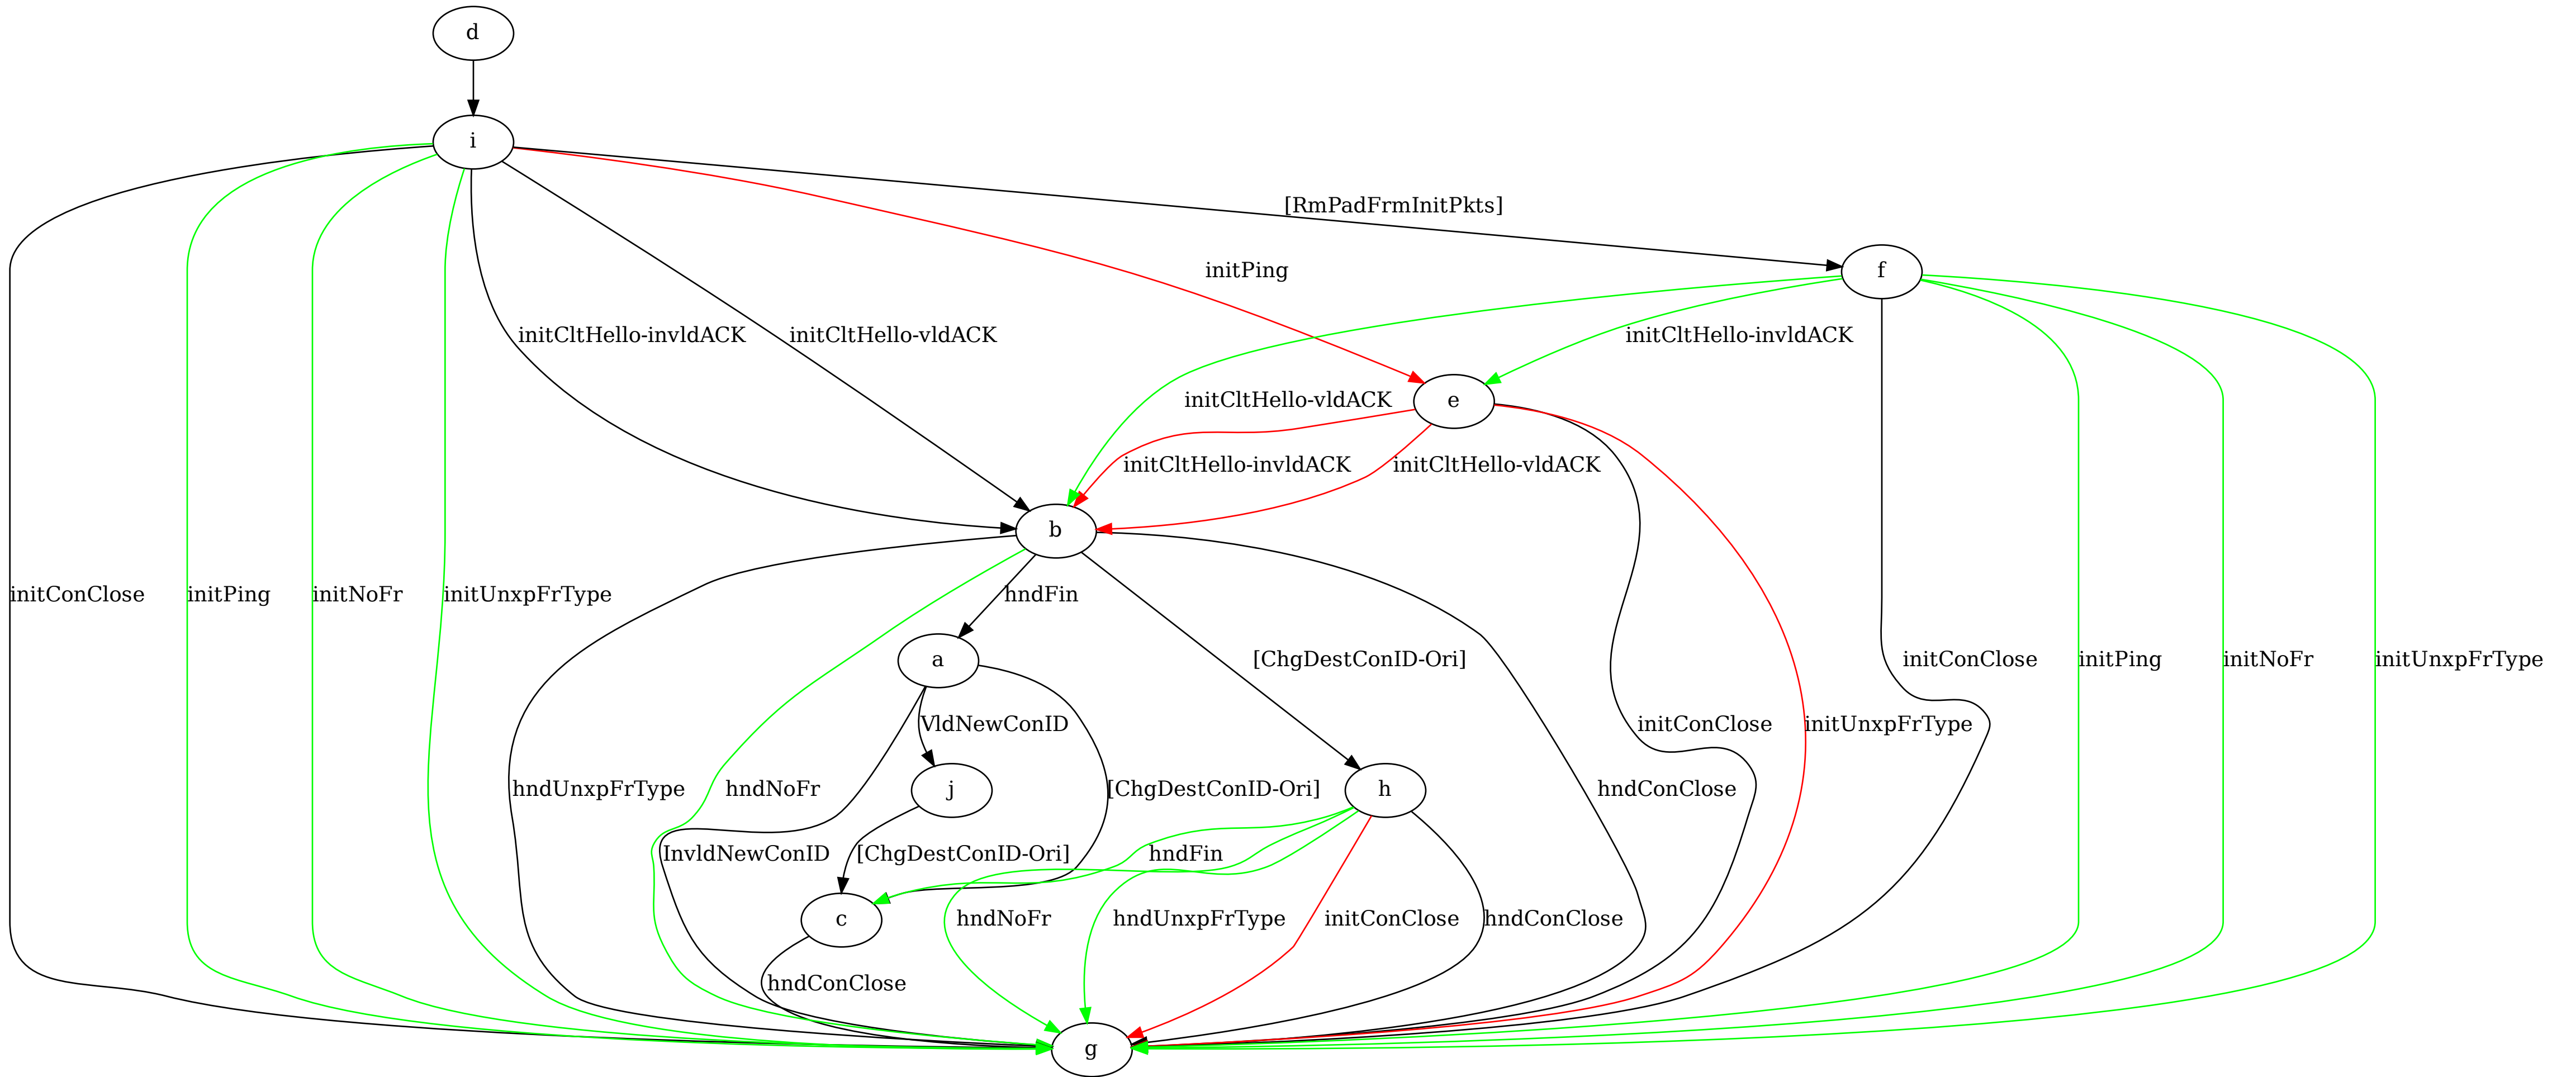 d
i
[RmPadFrmInitPkts]
initPing
f
initCltHello-invldACK
initCltHello-vldACK
initCltHello-invldACK
initCltHello-vldACK
e
initCltHello-invldACK
initCltHello-vldACK
b
initConClose
initPing
initNoFr
initUnxpFrType
hndFin
a
[ChgDestConID-Ori]
initConClose
initPing
initNoFr
initUnxpFrType
VldNewConID
initConClose
initUnxpFrType
hndUnxpFrType
hndNoFr
j
[ChgDestConID-Ori]
h
hndConClose
InvldNewConID
[ChgDestConID-Ori]
hndFin
c
hndNoFr
hndUnxpFrType
initConClose
hndConClose
hndConClose
g